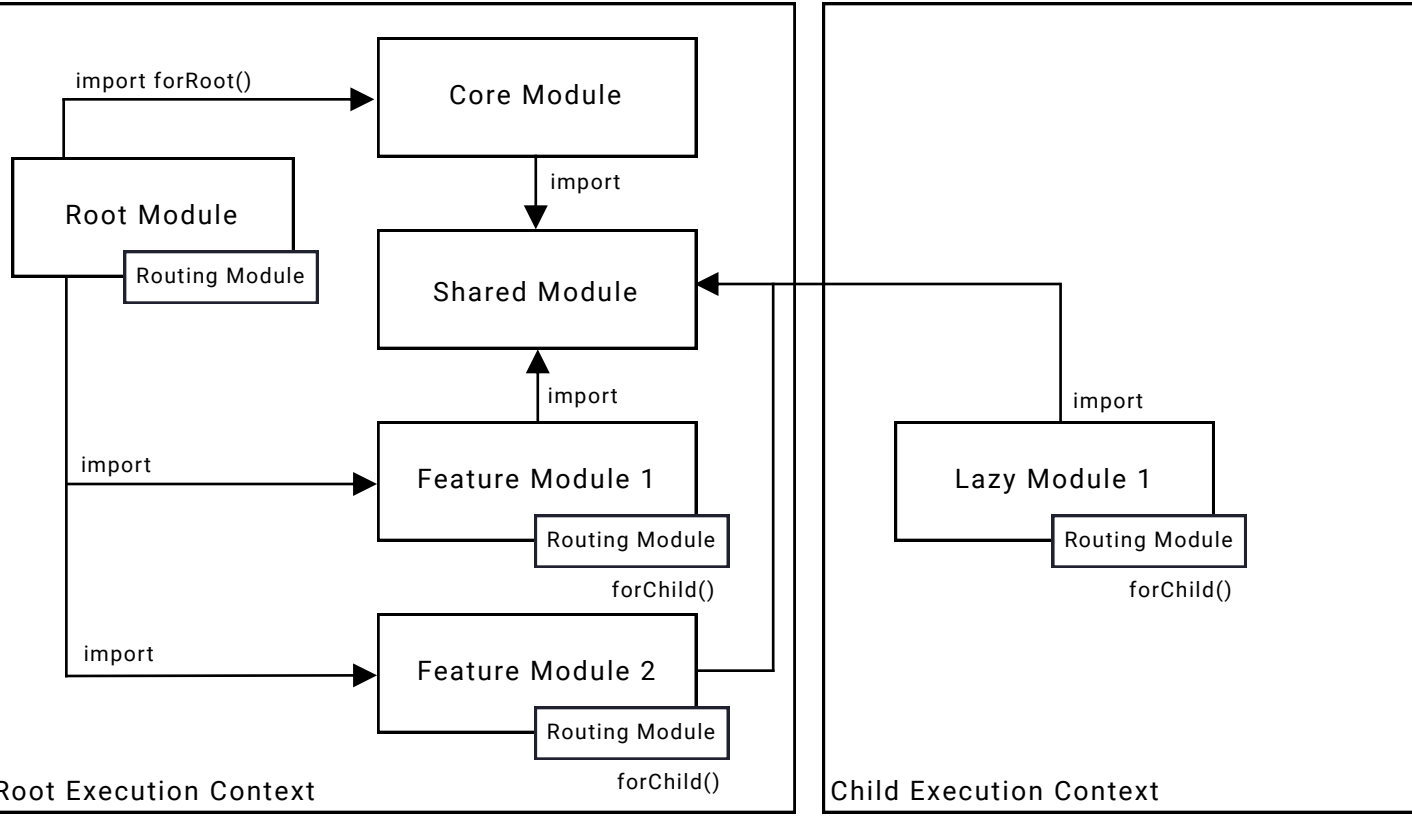 import forRoot()
Core Module
import
Root Module
Routing Module
Shared Module
import
import
Feature Module 1
Routing Module
forChild()
import
Feature Module 2
Routing Module
forChild()
Root Execution Context
import
Lazy Module 1
Routing Module
forChild()
Child Execution Context